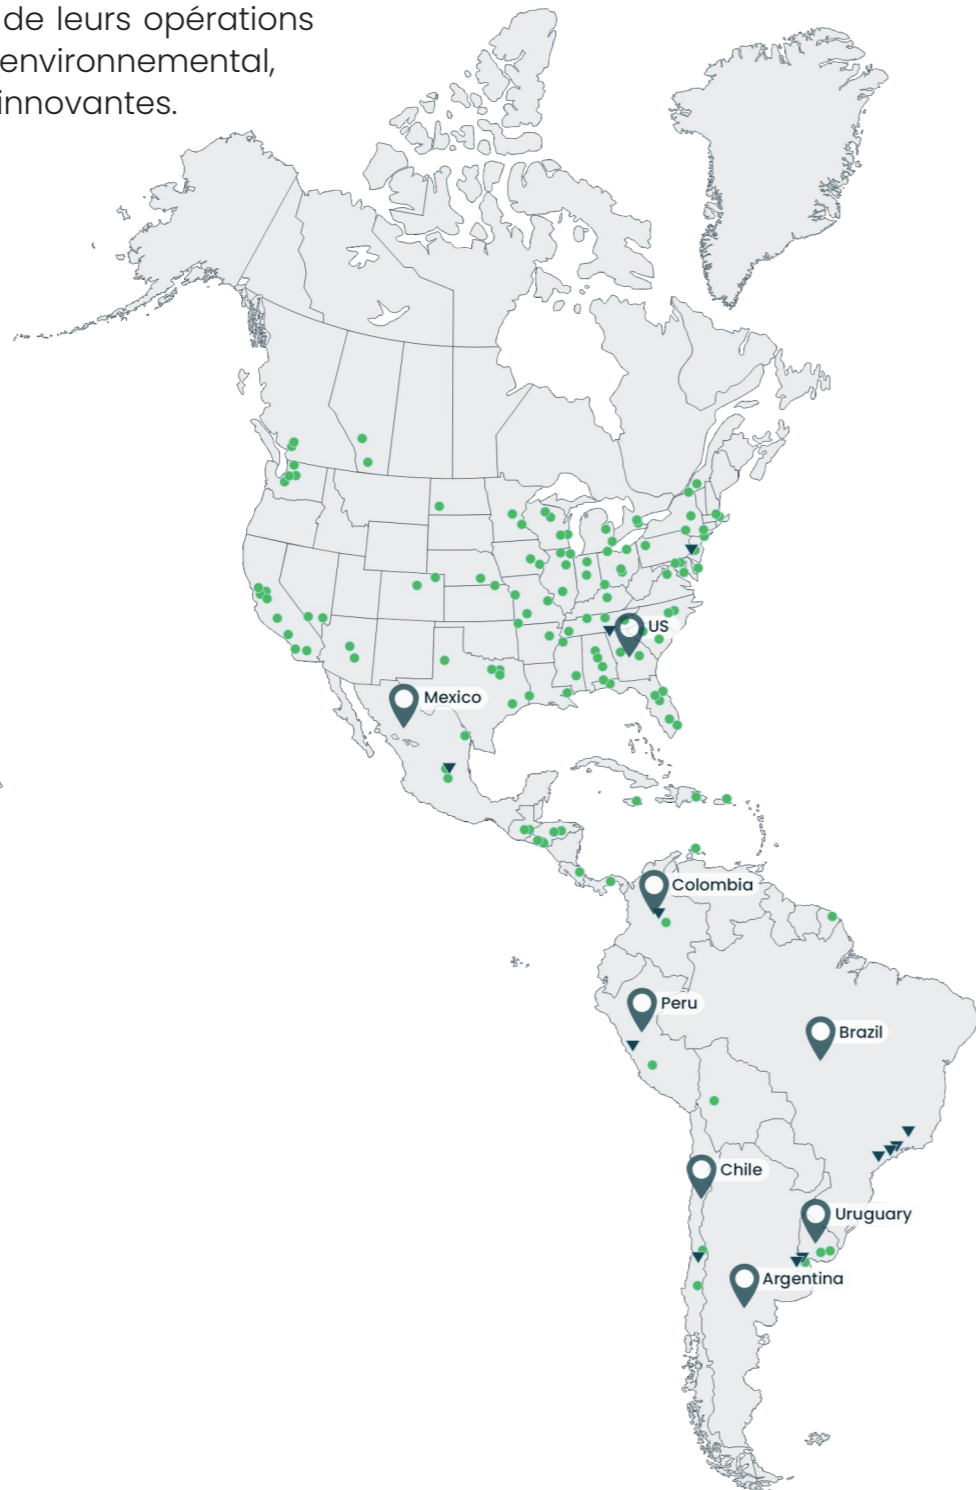 de leurs opérations
environnemental,
innovantes.
US
Mexico
Colombia
Peru
Brazil
Chile
Uruguary
Argentina